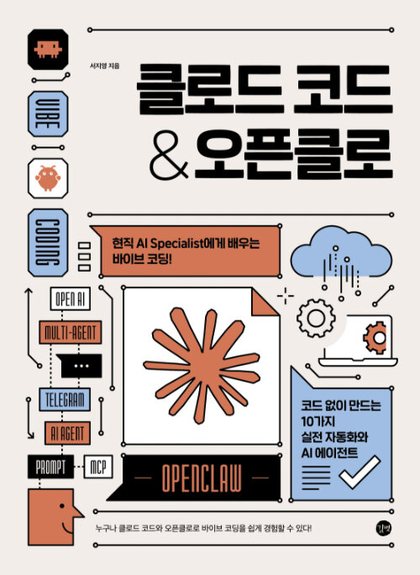 서지영 지음
클로드 코드
& 오픈클로
VIBE
CODING
현직 AI Specialist에게 배우는
바이브 코딩!
OPEN AI
MULTI-AGENT
TELEGRAM
AI AGENT
PROMPT
MCP
OPENCLAW
코드 없이 만드는
10가지
실전 자동화와
AI 에이전트
누구나 클로드 코드와 오픈클로로 바이브 코딩을 쉽게 경험할 수 있다!
길벗